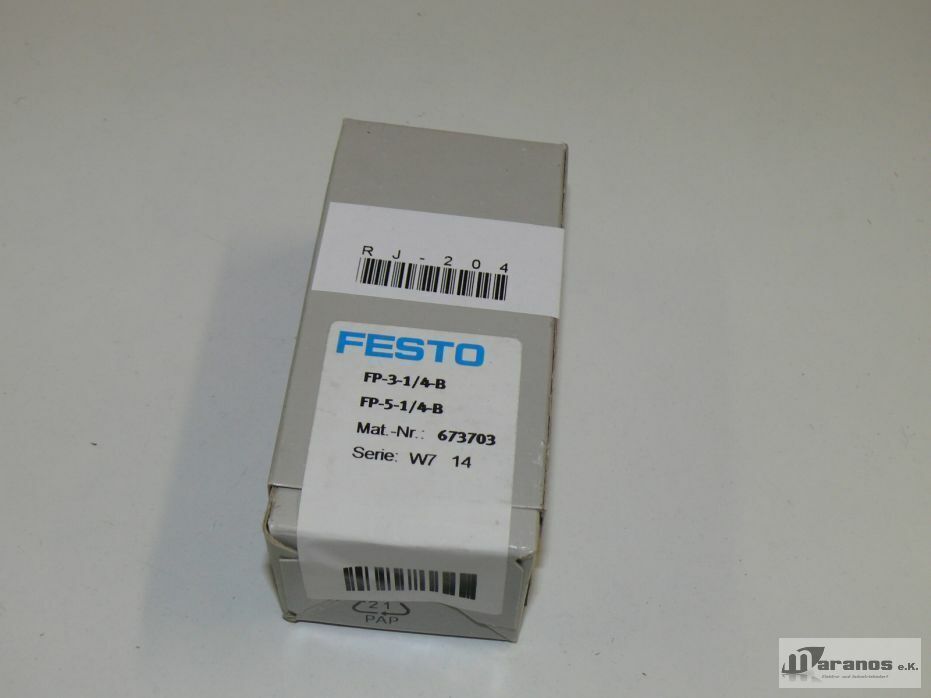 RJ-204
FESTO
FP-3-1/4-B
FP-5-1/4-B
Mat.-Nr.: 673703
Serie: W7 14
21
PAP
maranos e.K.